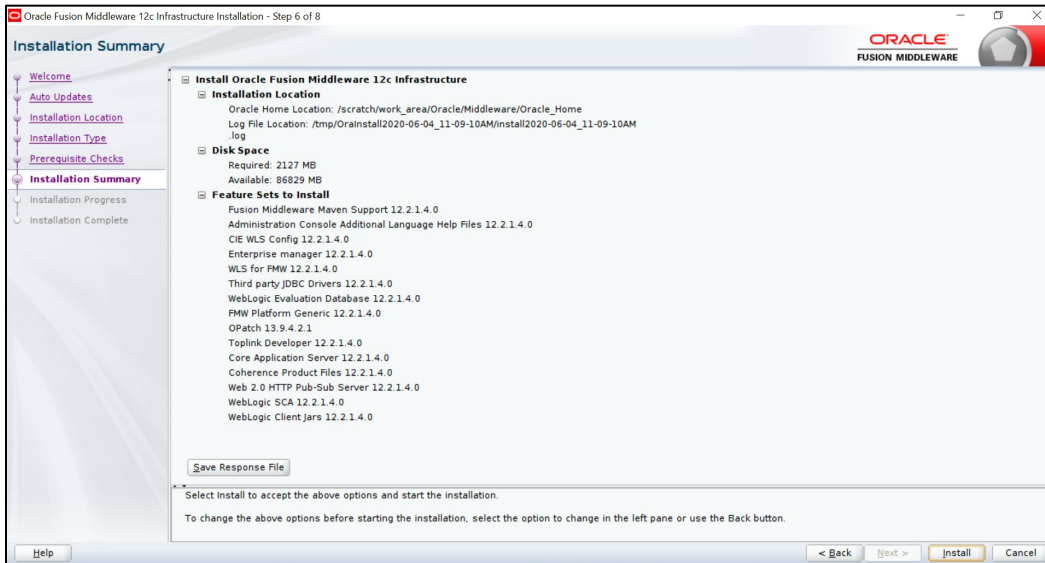 Oracle Fusion Middleware 12c Infrastructure Installation - Step 6 of 8
Installation Summary
ORACLE
FUSION MIDDLEWARE
Welcome
Auto Updates
Installation Location
Installation Type
Prerequisite Checks
Installation Summary
Installation Progress
Installation Complete
Install Oracle Fusion Middleware 12c Infrastructure
Installation Location
Oracle Home Location: /scratch/work_area/Oracle/Middleware/Oracle_Home
Log File Location: /tmp/OraInstall2020-06-04_11-09-10AM/install2020-06-04_11-09-10AM
.log
Disk Space
Required: 2127 MB
Available: 86829 MB
Feature Sets to Install
Fusion Middleware Maven Support 12.2.1.4.0
Administration Console Additional Language Help Files 12.2.1.4.0
CIE WLS Config 12.2.1.4.0
Enterprise manager 12.2.1.4.0
WLS for FMW 12.2.1.4.0
Third party JDBC Drivers 12.2.1.4.0
WebLogic Evaluation Database 12.2.1.4.0
FMW Platform Generic 12.2.1.4.0
OPatch 13.9.4.2.1
Toplink Developer 12.2.1.4.0
Core Application Server 12.2.1.4.0
Coherence Product Files 12.2.1.4.0
Web 2.0 HTTP Pub-Sub Server 12.2.1.4.0
WebLogic SCA 12.2.1.4.0
WebLogic Client Jars 12.2.1.4.0
Save Response File
Select Install to accept the above options and start the installation.
To change the above options before starting the installation, select the option to change in the left pane or use the Back button.
Help
< Back
Next >
Install
Cancel